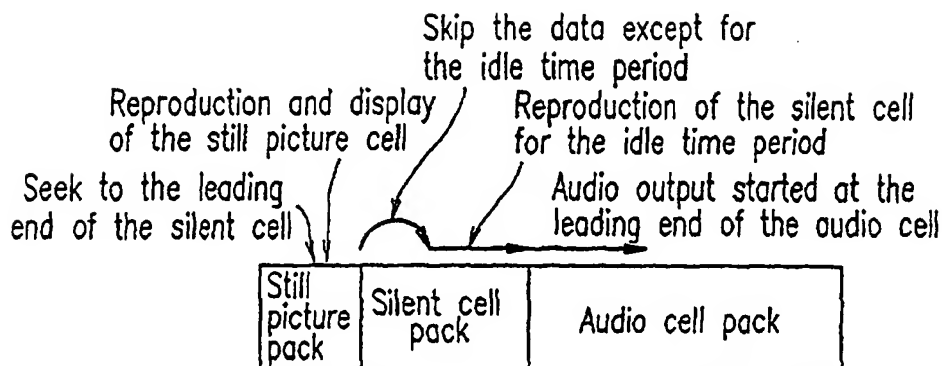 Skip the data except for
the idle time period
Reproduction and display
of the still picture cell
Reproduction of the silent cell
for the idle time period
Seek to the leading
end of the silent cell
Audio output started at the
leading end of the audio cell
Still
picture
pack
Silent cell
pack
Audio cell pack